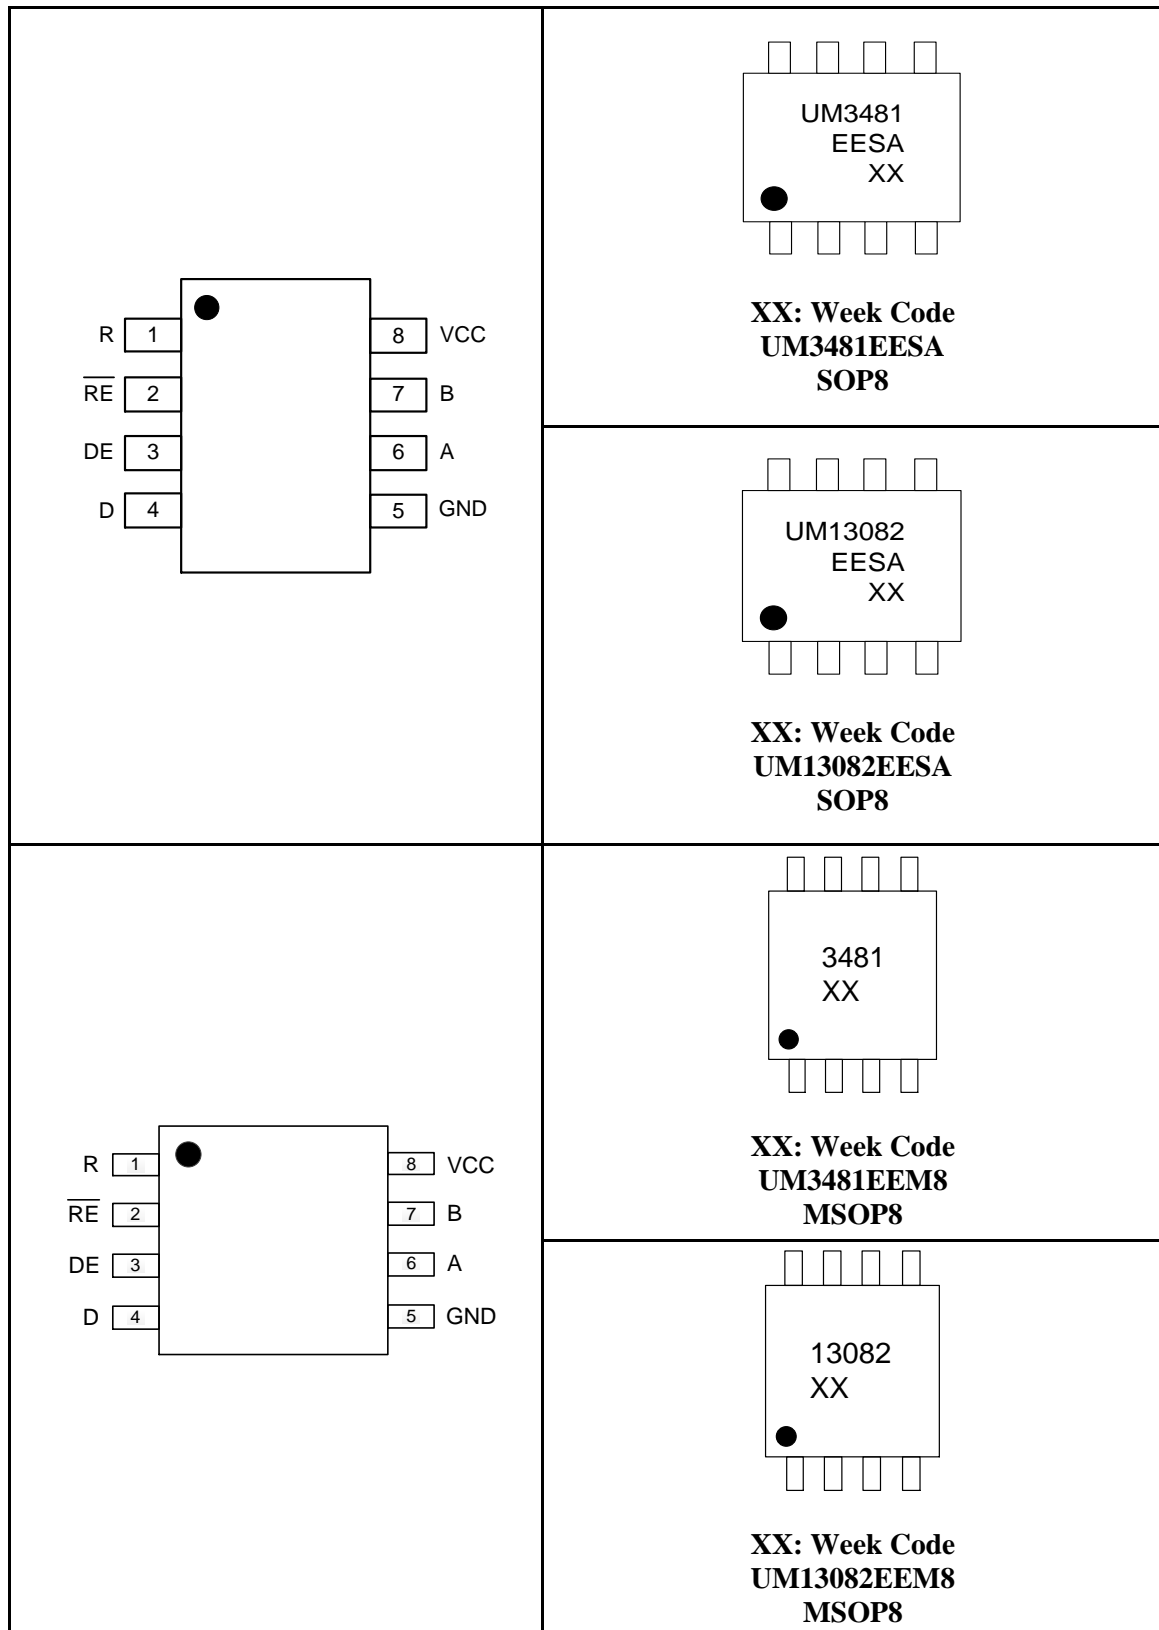 R 1 8 VCC
R̅E̅ 2 7 B
DE 3 6 A
D 4 5 GND
UM3481
EESA
XX
XX: Week Code
UM3481EESA
SOP8
UM13082
EESA
XX
XX: Week Code
UM13082EESA
SOP8
R 1 8 VCC
R̅E̅ 2 7 B
DE 3 6 A
D 4 5 GND
3481
XX
XX: Week Code
UM3481EEM8
MSOP8
13082
XX
XX: Week Code
UM13082EEM8
MSOP8